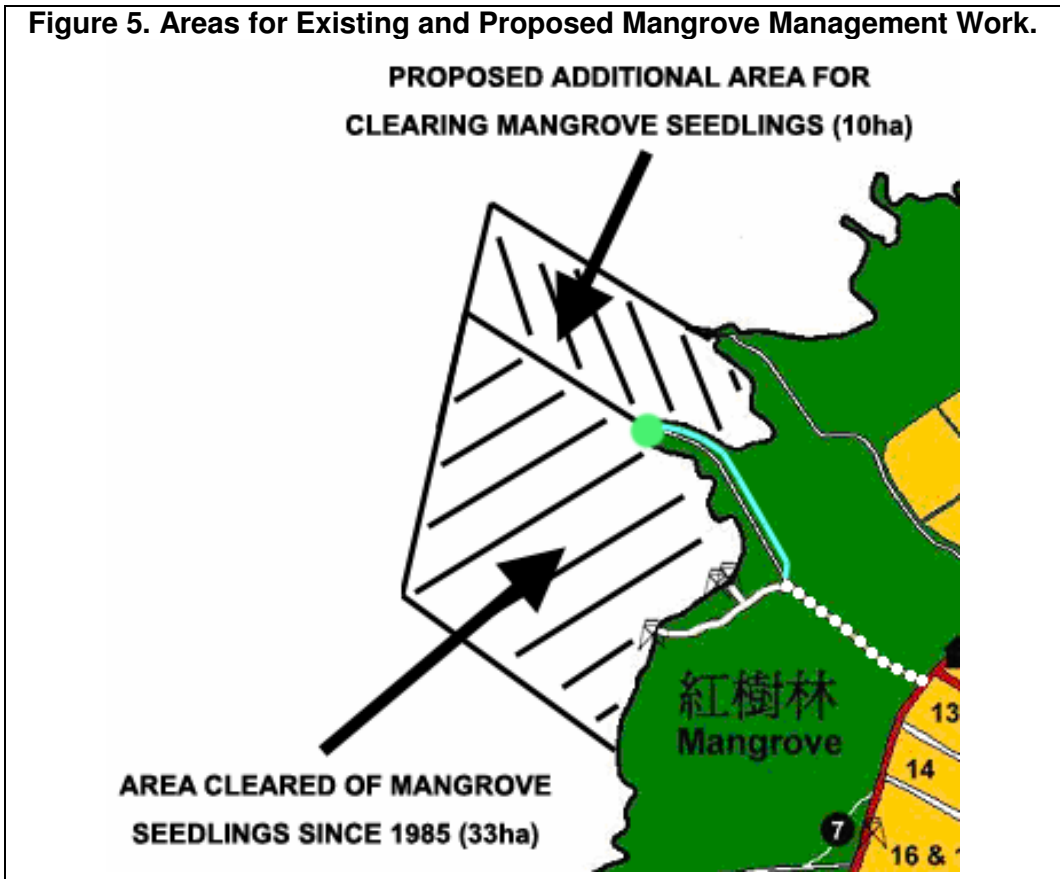 Figure 5. Areas for Existing and Proposed Mangrove Management Work.
PROPOSED ADDITIONAL AREA FOR
CLEARING MANGROVE SEEDLINGS (10ha)
紅樹林
Mangrove
13
14
AREA CLEARED OF MANGROVE
SEEDLINGS SINCE 1985 (33ha)
7
16 &